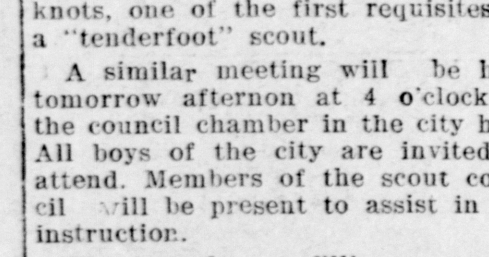 knots, one of the first requisites
a "tenderfoot" scout.
A similar meeting will be
tomorrow afternon at 4 o'clock
the council chamber in the city
All boys of the city are invited
attend. Members of the scout co
cil will be present to assist in
instruction.